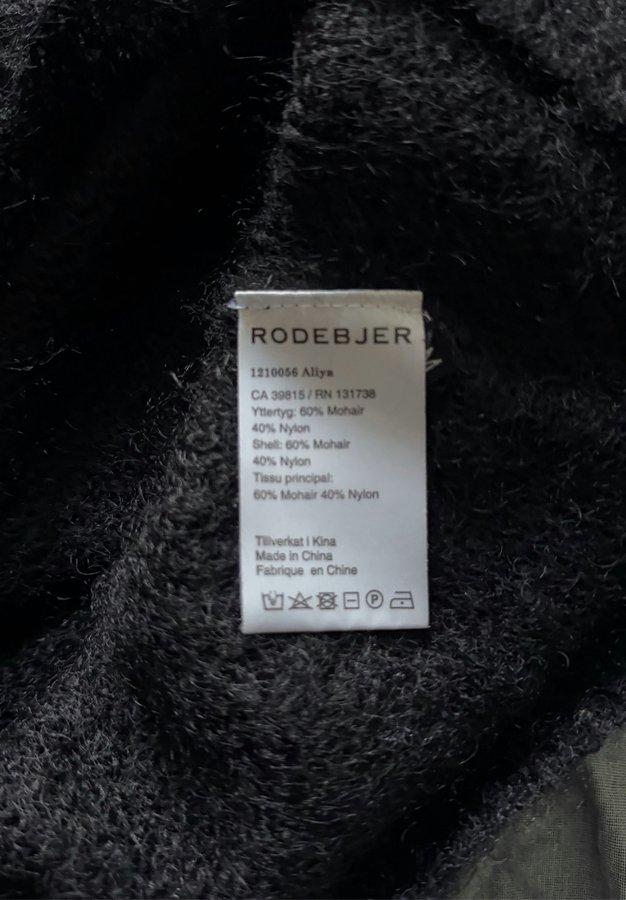 RODEBJER
1210056 Aliya
CA 39815 / RN 131738
Yttertyg: 60% Mohair
40% Nylon
Shell: 60% Mohair
40% Nylon
Tissu principal:
60% Mohair 40% Nylon
Tillverkat i Kina
Made in China
Fabrique en Chine
P